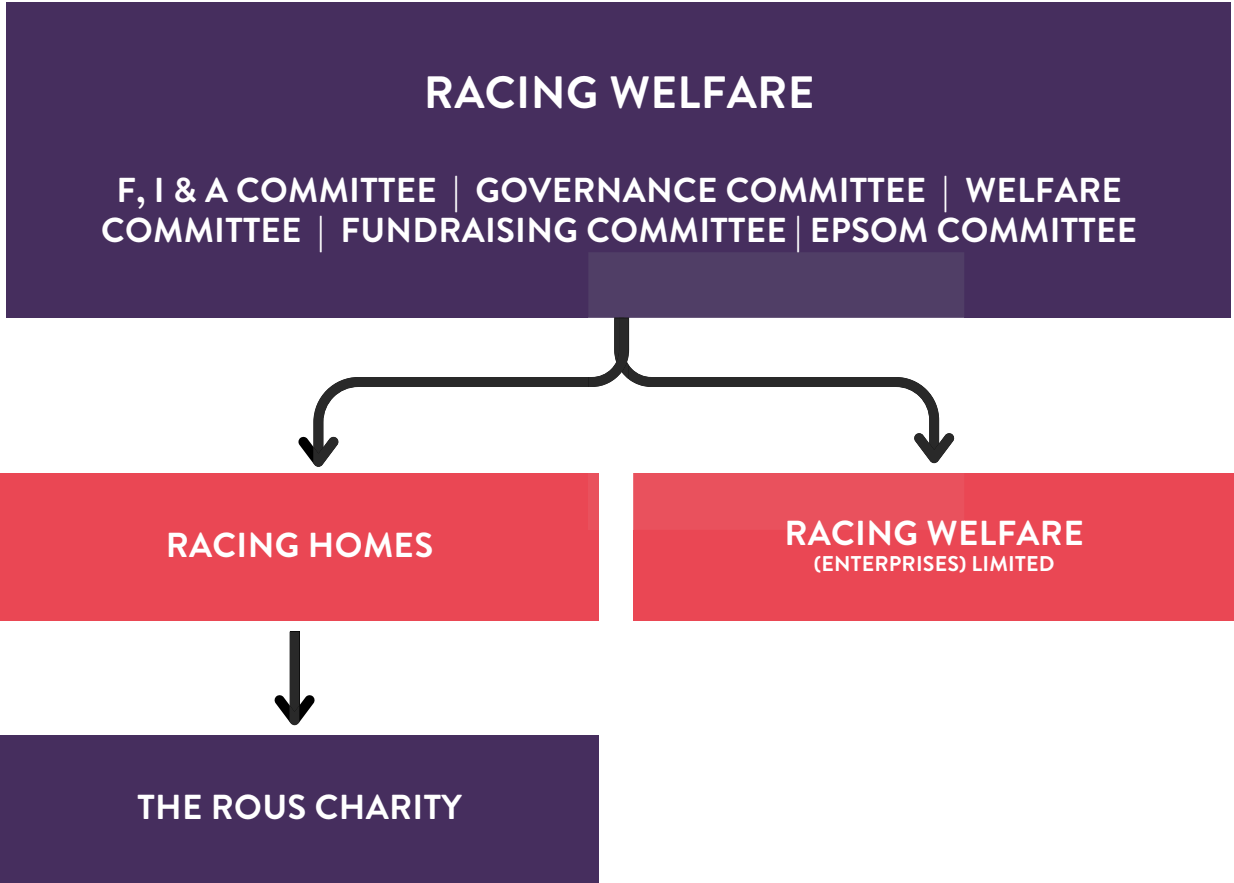 RACING WELFARE
F, I & A COMMITTEE | GOVERNANCE COMMITTEE | WELFARE
COMMITTEE | FUNDRAISING COMMITTEE | EPSOM COMMITTEE
RACING HOMES
RACING WELFARE
(ENTERPRISES) LIMITED
THE ROUS CHARITY